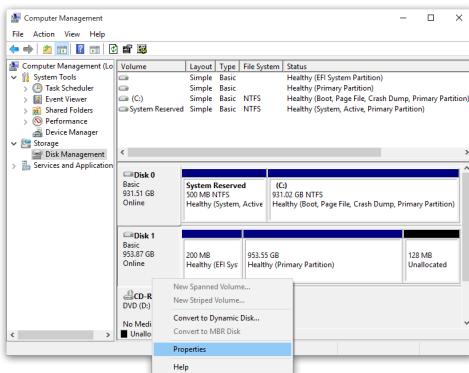 Computer Management
File Action View Help
Computer Management (Lo
System Tools
Task Scheduler
Event Viewer
Shared Folders
Performance
Device Manager
Storage
Disk Management
Services and Application
Volume Layout Type File System Status
Simple Basic Healthy (EFI System Partition)
Simple Basic Healthy (Primary Partition)
(C:) Simple Basic NTFS Healthy (Boot, Page File, Crash Dump, Primary Partition)
System Reserved Simple Basic NTFS Healthy (System, Active, Primary Partition)
Disk 0
Basic
931.51 GB
Online
System Reserved
500 MB NTFS
Healthy (System, Active
(C:)
931.02 GB NTFS
Healthy (Boot, Page File, Crash Dump, Primary Partition)
Disk 1
Basic
953.87 GB
Online
200 MB
Healthy (EFI Sys
953.55 GB
Healthy (Primary Partition)
128 MB
Unallocated
CD-R
DVD (D:)
No Medi
Unallo
New Spanned Volume...
New Striped Volume...
Convert to Dynamic Disk...
Convert to MBR Disk
Properties
Help